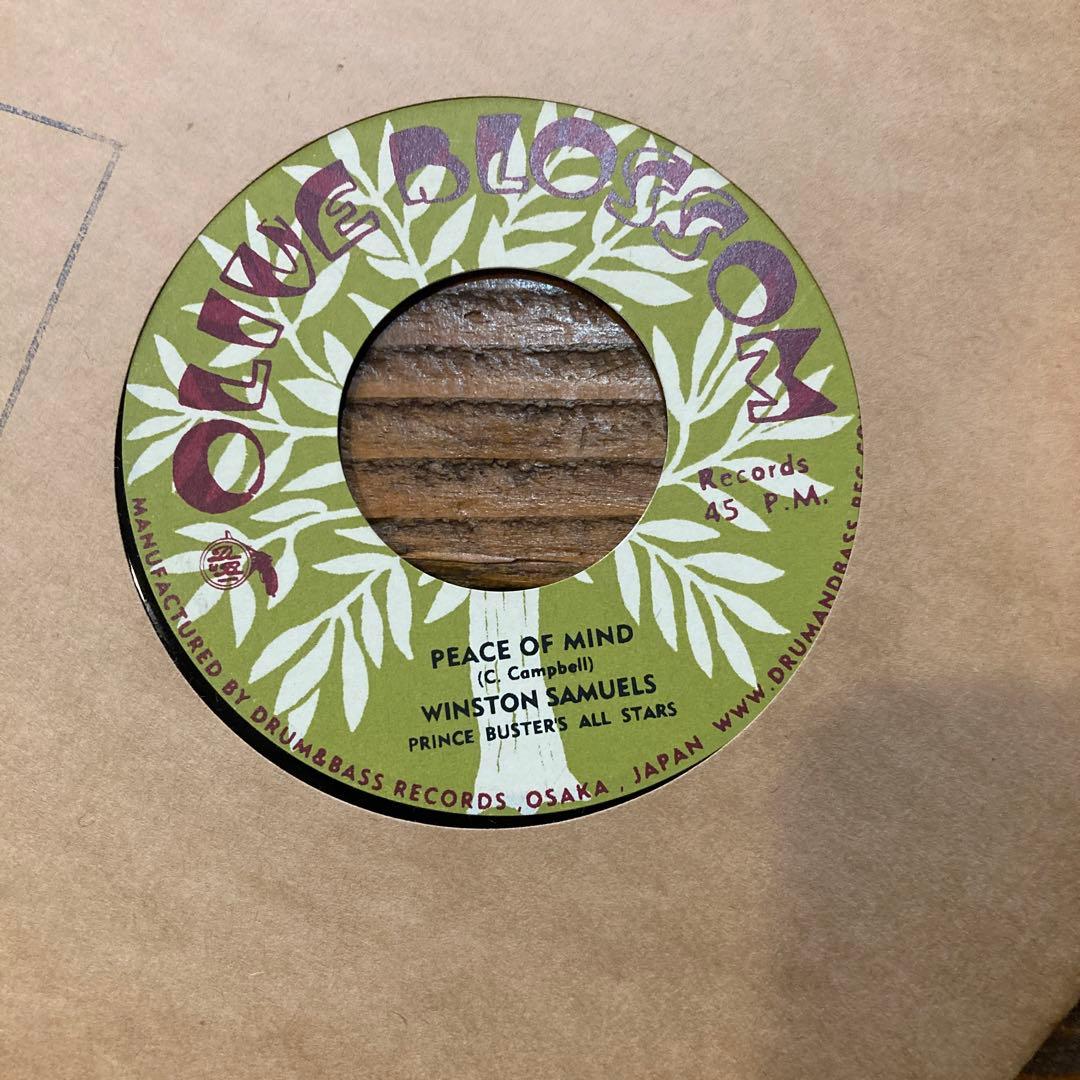 OLIVE BLOSSOM
Records
45 P.M.
PEACE OF MIND
(C. Campbell)
WINSTON SAMUELS
PRINCE BUSTER'S ALL STARS
MANUFACTURED BY DRUM&BASS RECORDS ,OSAKA , JAPAN WWW.DRUMANDBASS